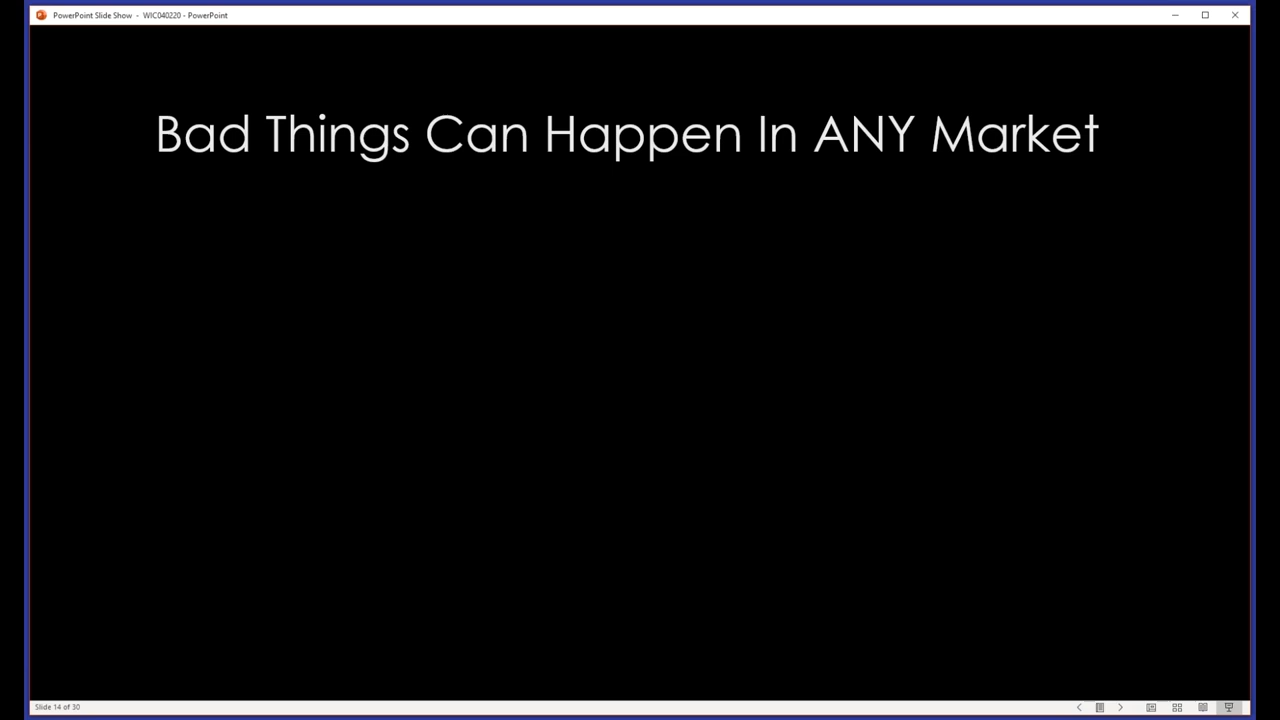 PowerPoint Slide Show - WIC040220 - PowerPoint
Bad Things Can Happen In ANY Market
Slide 14 of 30